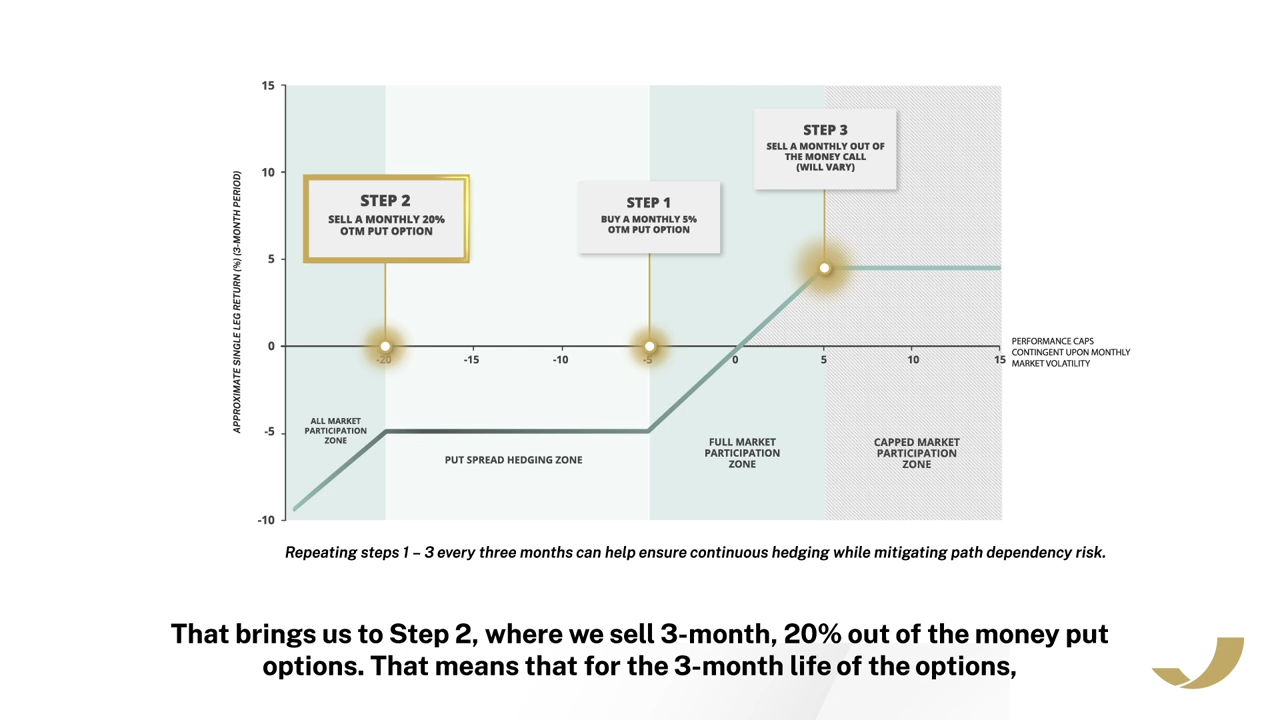 15
10
5
0
-5
-10
APPROXIMATE SINGLE LEG RETURN (%) (3-MONTH PERIOD)
STEP 2
SELL A MONTHLY 20%
OTM PUT OPTION
STEP 1
BUY A MONTHLY 5%
OTM PUT OPTION
STEP 3
SELL A MONTHLY OUT OF
THE MONEY CALL
(WILL VARY)
-20 -15 -10 -5 0 5 10 15
PERFORMANCE CAPS
CONTINGENT UPON MONTHLY
MARKET VOLATILITY
ALL MARKET
PARTICIPATION
ZONE
PUT SPREAD HEDGING ZONE
FULL MARKET
PARTICIPATION
ZONE
CAPPED MARKET
PARTICIPATION
ZONE
Repeating steps 1 – 3 every three months can help ensure continuous hedging while mitigating path dependency risk.
That brings us to Step 2, where we sell 3-month, 20% out of the money put
options. That means that for the 3-month life of the options,